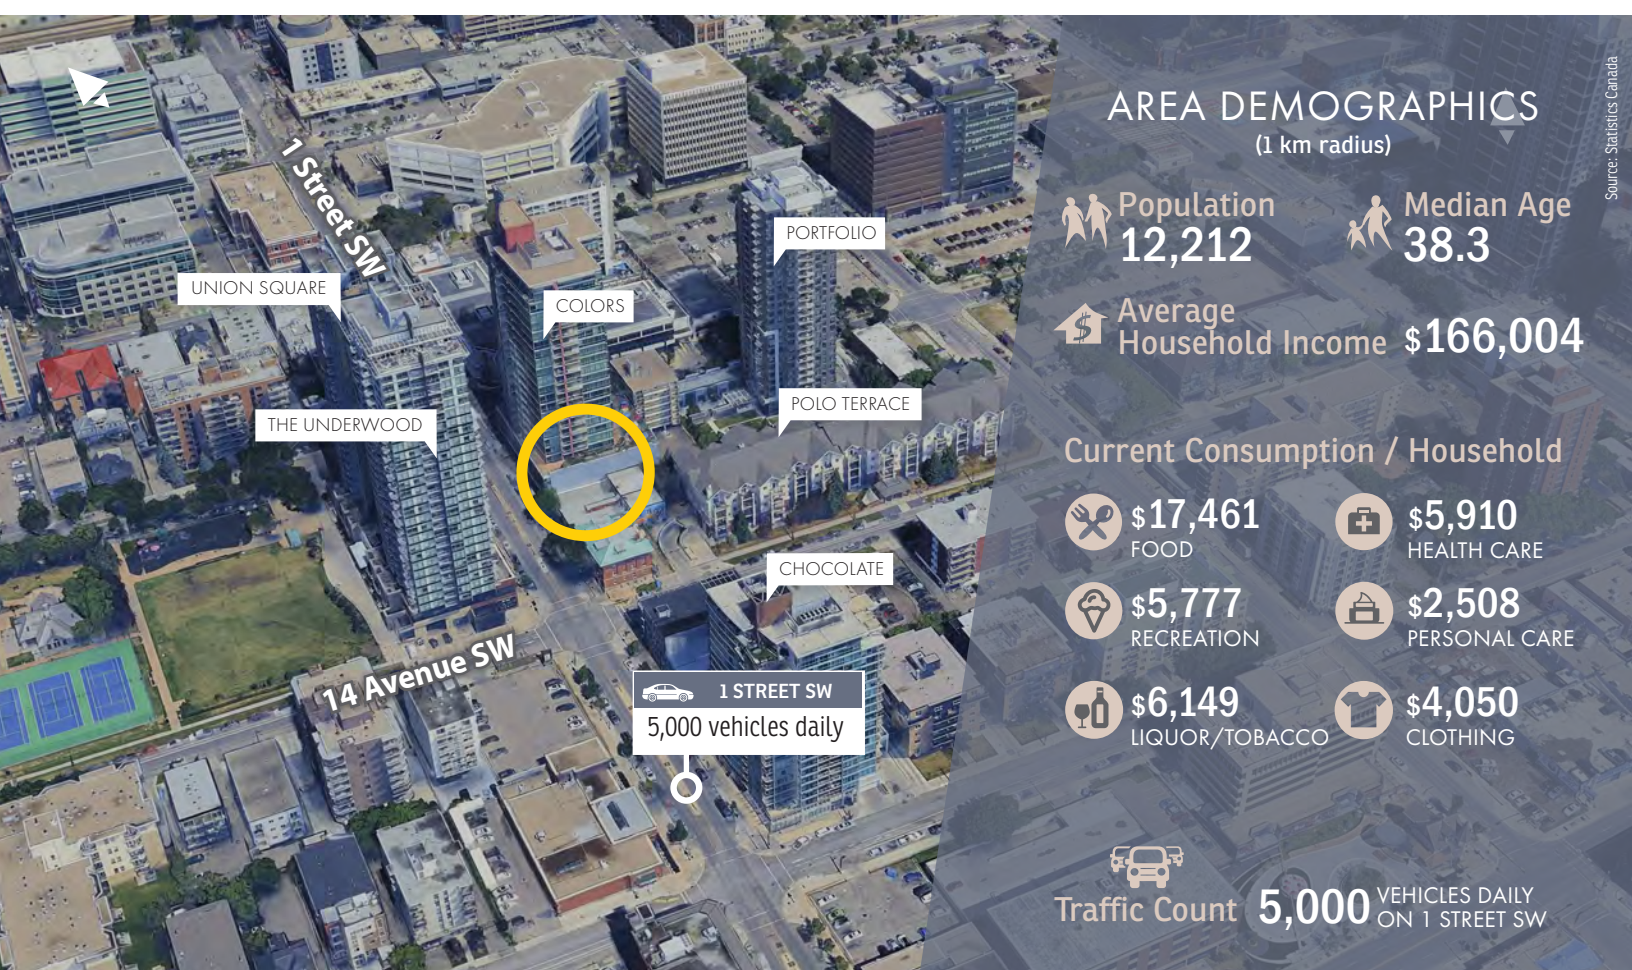 AREA DEMOGRAPHICS
(1 km radius)
Source: Statistics Canada
Population
12,212
Median Age
38.3
Average
Household Income
$166,004
Current Consumption / Household
$17,461
FOOD
$5,910
HEALTH CARE
$5,777
RECREATION
$2,508
PERSONAL CARE
$6,149
LIQUOR/TOBACCO
$4,050
CLOTHING
Traffic Count
5,000
VEHICLES DAILY
ON 1 STREET SW
1 Street SW
PORTFOLIO
UNION SQUARE
COLORS
POLO TERRACE
THE UNDERWOOD
CHOCOLATE
14 Avenue SW
1 STREET SW
5,000 vehicles daily